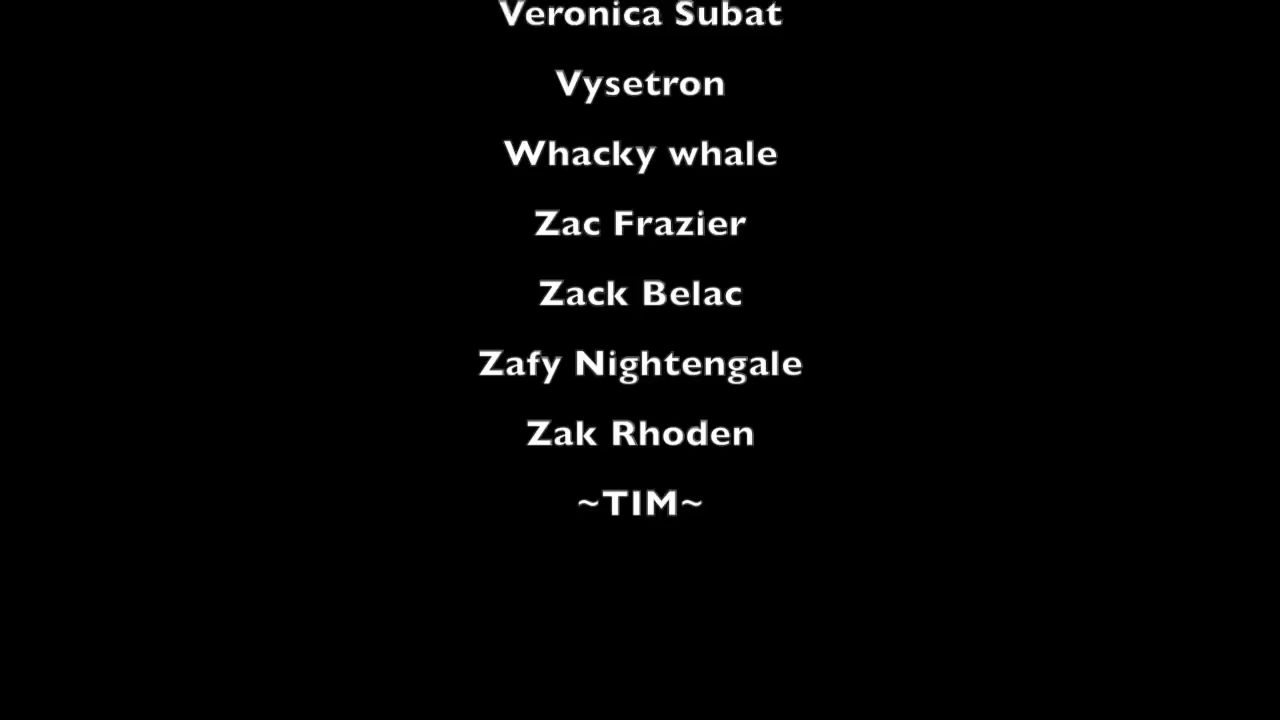 Veronica Subat
Vysetron
Whacky whale
Zac Frazier
Zack Belac
Zafy Nightengale
Zak Rhoden
~TIM~